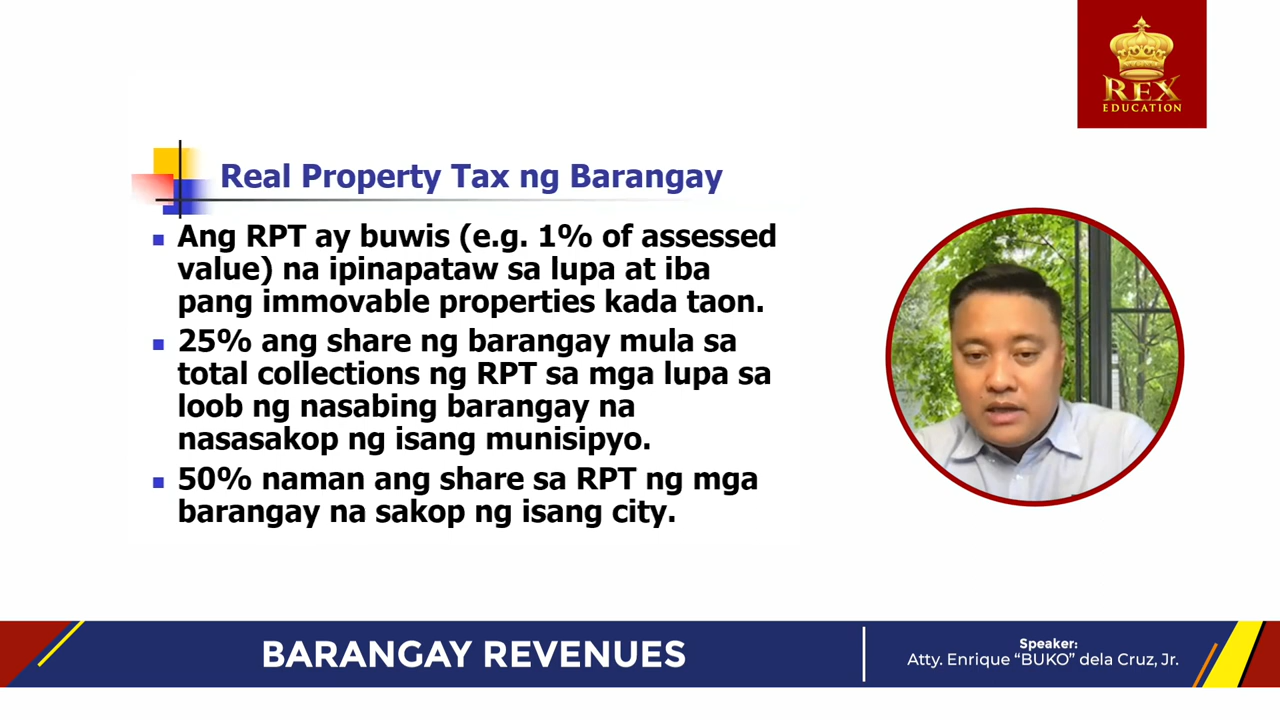 REX
EDUCATION
Real Property Tax ng Barangay
Ang RPT ay buwis (e.g. 1% of assessed
value) na ipinapataw sa lupa at iba
pang immovable properties kada taon.
25% ang share ng barangay mula sa
total collections ng RPT sa mga lupa sa
loob ng nasabing barangay na
nasasakop ng isang munisipyo.
50% naman ang share sa RPT ng mga
barangay na sakop ng isang city.
BARANGAY REVENUES
Speaker:
Atty. Enrique “BUKO” dela Cruz, Jr.